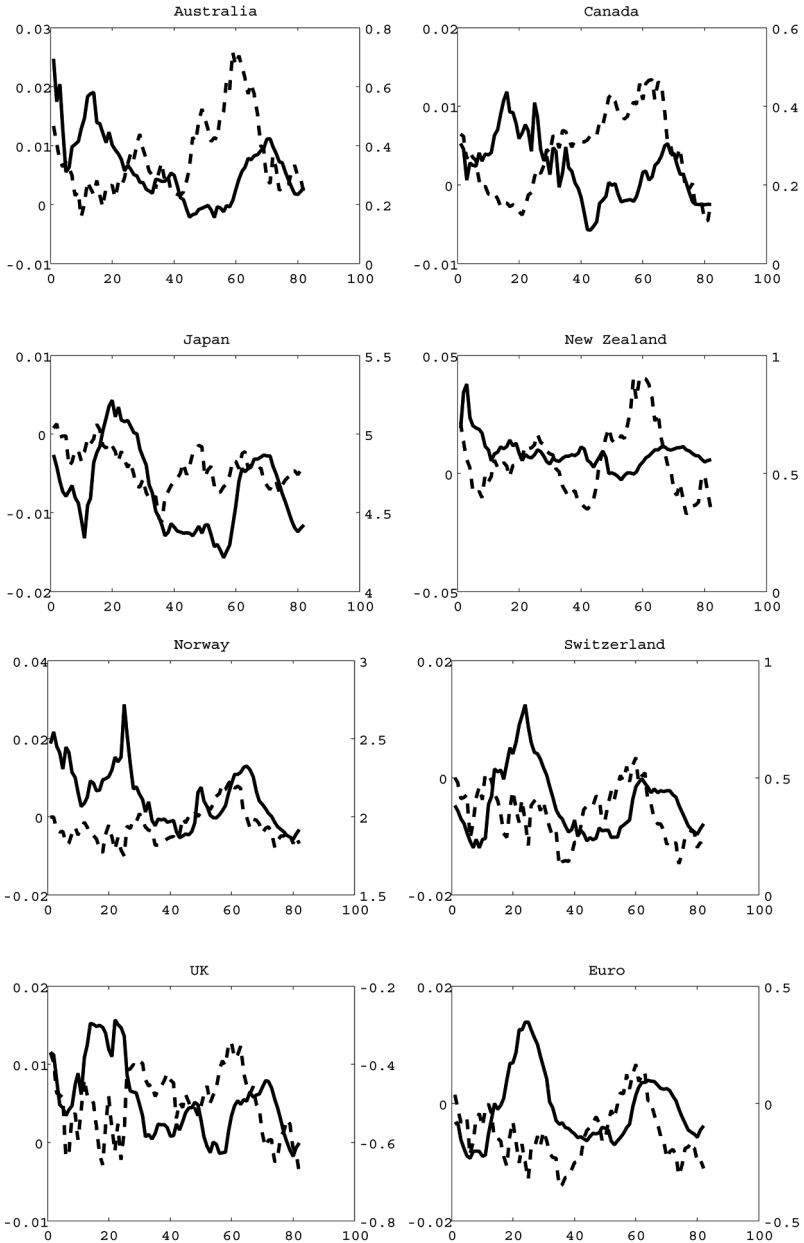 Australia Canada
0.03 0.8 0.02 0.6
0.02 0.6
0.01 0.4
0.01 0.4
0 0.2
0 0.2
-0.01 0 -0.01 0
0 20 40 60 80 100 0 20 40 60 80 100
Japan New Zealand
0.01 5.5 0.05 1
0 5
0 0.5
-0.01 4.5
-0.02 4 -0.05 0
0 20 40 60 80 100 0 20 40 60 80 100
Norway Switzerland
0.04 3 0.02 1
0.02 2.5
0 0.5
0 2
-0.02 1.5 -0.02 0
0 20 40 60 80 100 0 20 40 60 80 100
UK Euro
0.02 -0.2 0.02 0.5
0.01 -0.4
0 0
0 -0.6
-0.01 -0.8 -0.02 -0.5
0 20 40 60 80 100 0 20 40 60 80 100